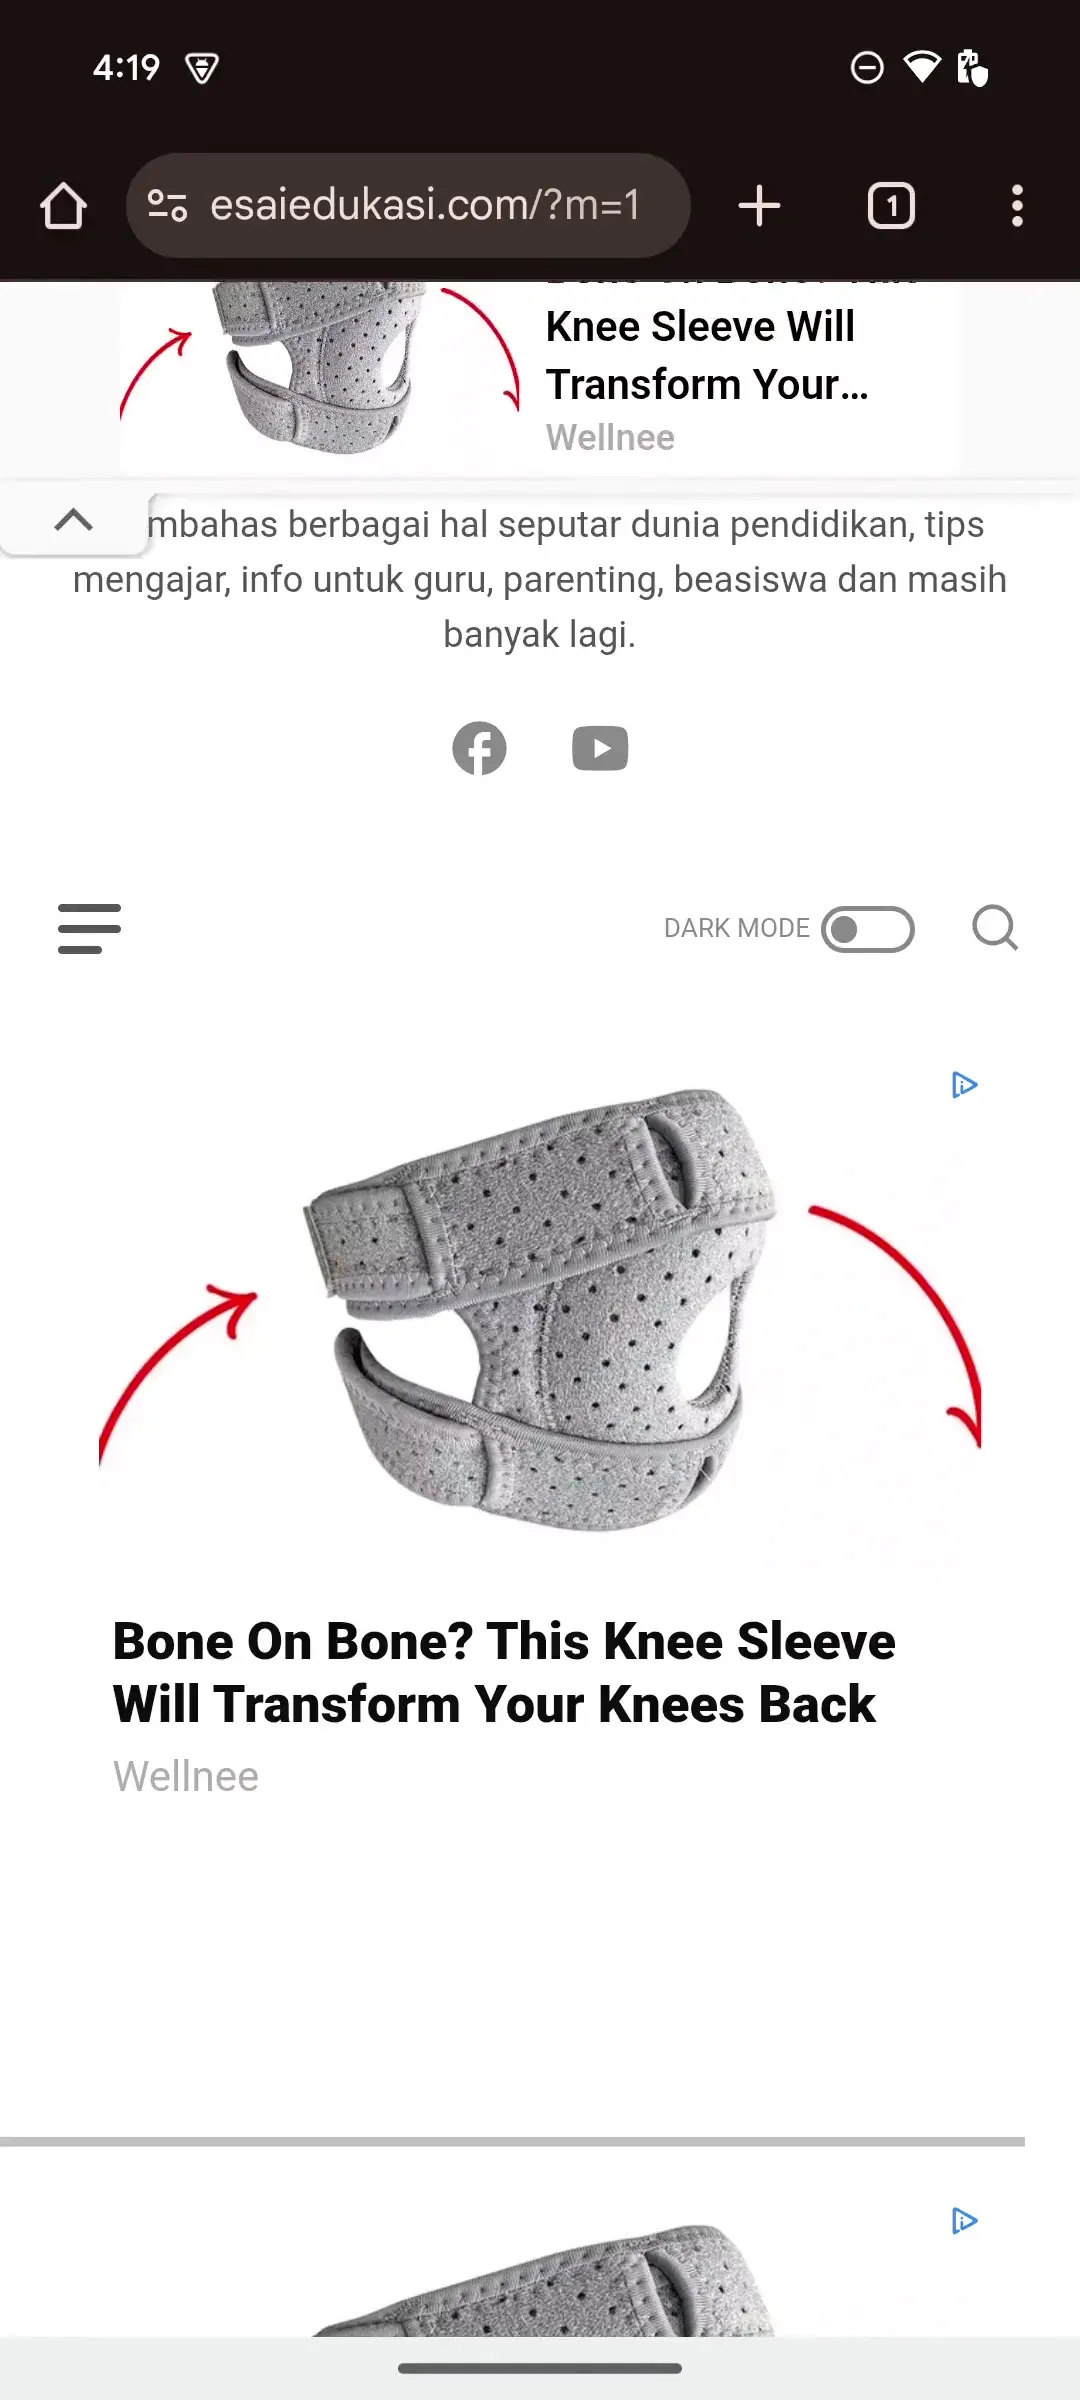 4:19
esaiedukasi.com/?m=1
1
Knee Sleeve Will
Transform Your...
Wellnee
mbahas berbagai hal seputar dunia pendidikan, tips
mengajar, info untuk guru, parenting, beasiswa dan masih
banyak lagi.
DARK MODE
Bone On Bone? This Knee Sleeve
Will Transform Your Knees Back
Wellnee